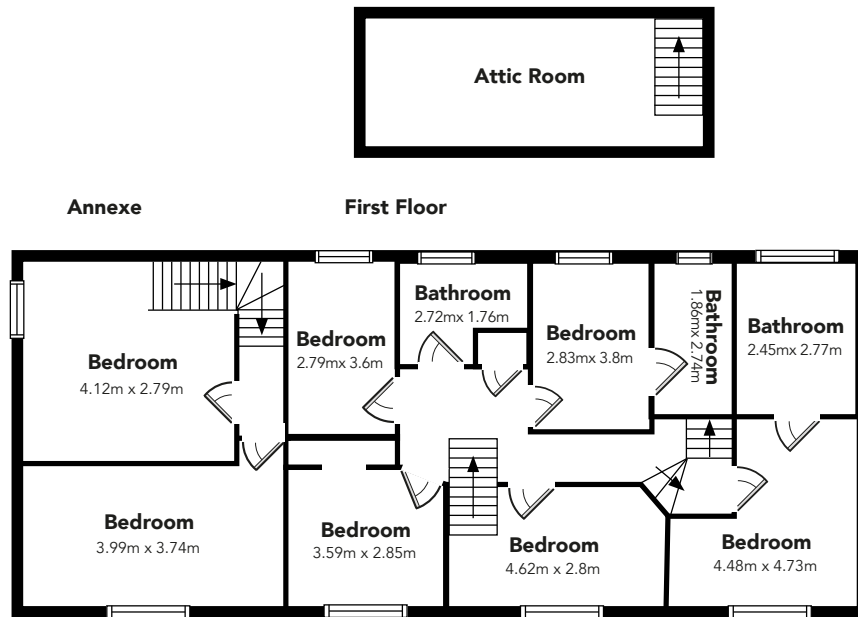 Attic Room
Annexe
First Floor
Bedroom
4.12m x 2.79m
Bedroom
2.79mx 3.6m
Bathroom
2.72mx 1.76m
Bedroom
2.83mx 3.8m
Bathroom
1.86mx 2.74m
Bathroom
2.45mx 2.77m
Bedroom
3.99m x 3.74m
Bedroom
3.59m x 2.85m
Bedroom
4.62m x 2.8m
Bedroom
4.48m x 4.73m